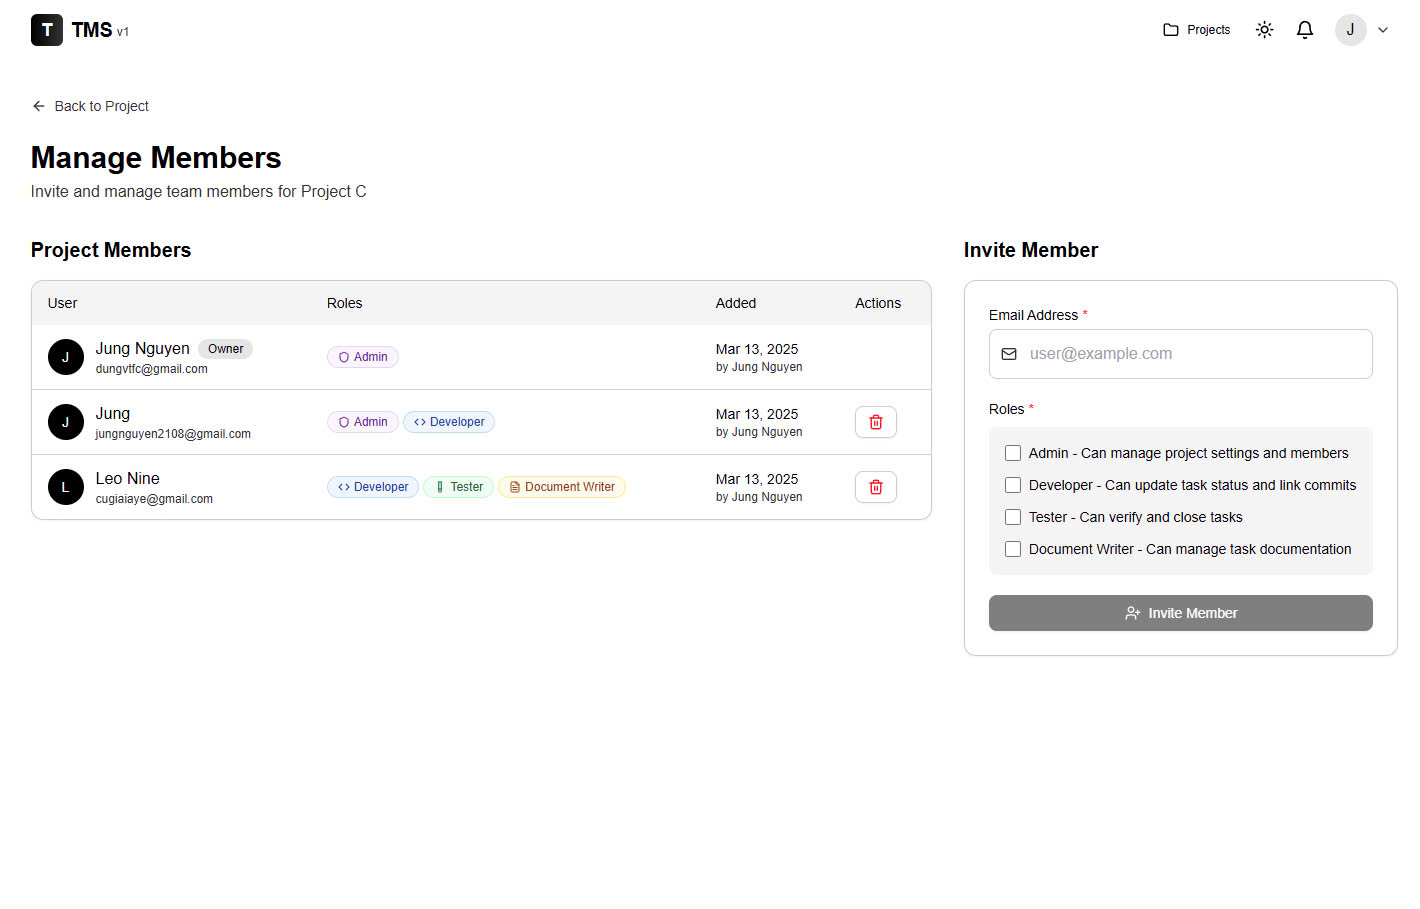 T TMS v1
Projects
J
Back to Project
Manage Members
Invite and manage team members for Project C
Project Members
User Roles Added Actions
J Jung Nguyen Owner Admin Mar 13, 2025
dungvtfc@gmail.com by Jung Nguyen
J Jung Admin Developer Mar 13, 2025
jungnguyen2108@gmail.com by Jung Nguyen
L Leo Nine Developer Tester Document Writer Mar 13, 2025
cugiaiaye@gmail.com by Jung Nguyen
Invite Member
Email Address *
user@example.com
Roles *
Admin - Can manage project settings and members
Developer - Can update task status and link commits
Tester - Can verify and close tasks
Document Writer - Can manage task documentation
Invite Member